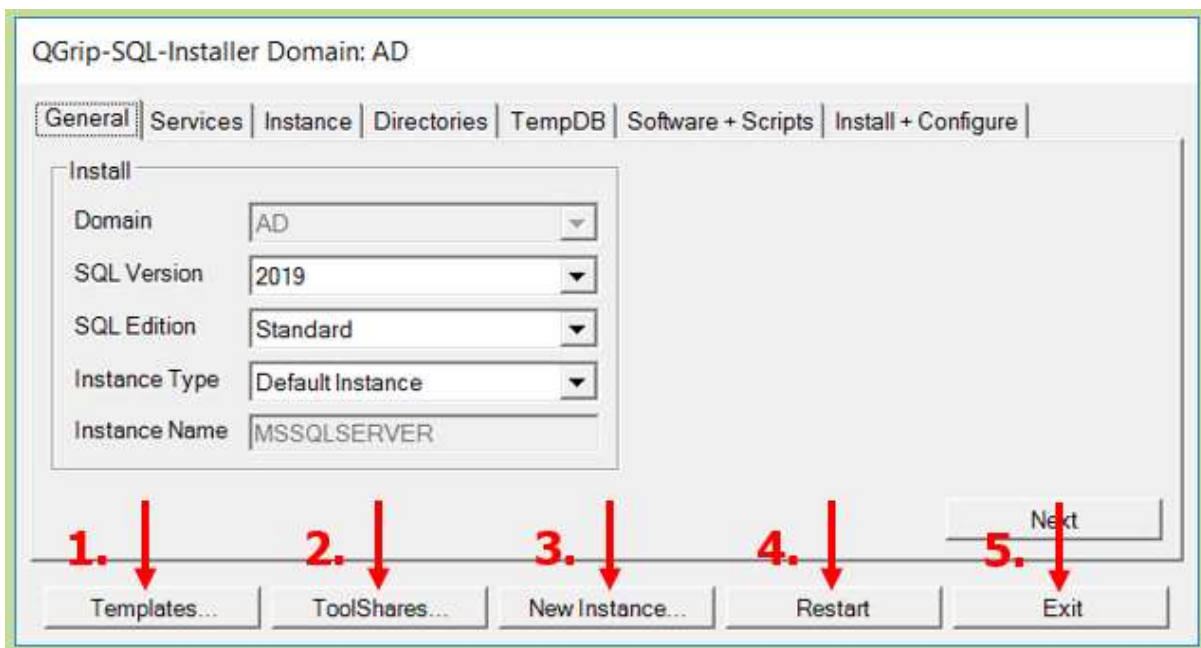 QGrip-SQL-Installer Domain: AD
General Services Instance Directories TempDB Software + Scripts Install + Configure
Install
Domain AD
SQL Version 2019
SQL Edition Standard
Instance Type Default Instance
Instance Name MSSQLSERVER
Next
1. 2. 3. 4. 5.
Templates... ToolShares... New Instance... Restart Exit